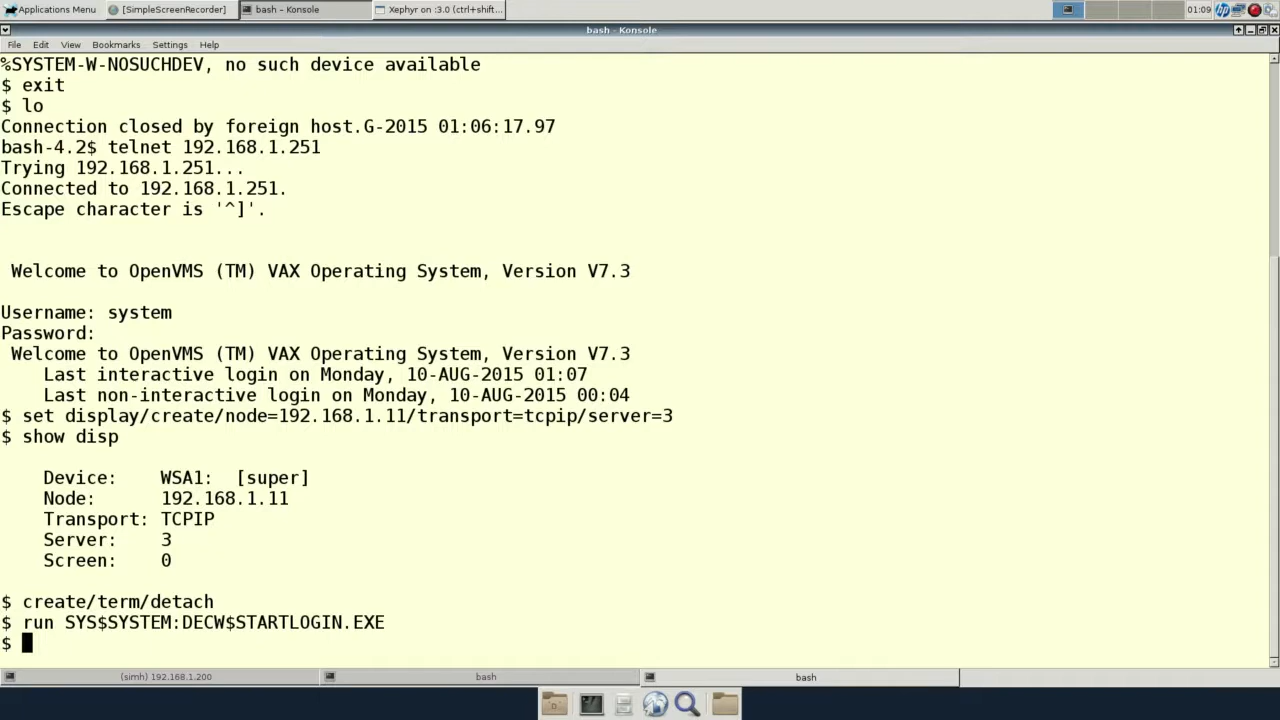 Applications Menu
[SimpleScreenRecorder]
bash - Konsole
Xephyr on :3.0 (ctrl+shift...
01:09
bash - Konsole
File Edit View Bookmarks Settings Help
%SYSTEM-W-NOSUCHDEV, no such device available
$ exit
$ lo
Connection closed by foreign host.G-2015 01:06:17.97
bash-4.2$ telnet 192.168.1.251
Trying 192.168.1.251...
Connected to 192.168.1.251.
Escape character is '^]'.
Welcome to OpenVMS (TM) VAX Operating System, Version V7.3
Username: system
Password:
Welcome to OpenVMS (TM) VAX Operating System, Version V7.3
Last interactive login on Monday, 10-AUG-2015 01:07
Last non-interactive login on Monday, 10-AUG-2015 00:04
$ set display/create/node=192.168.1.11/transport=tcpip/server=3
$ show disp
Device: WSA1: [super]
Node: 192.168.1.11
Transport: TCPIP
Server: 3
Screen: 0
$ create/term/detach
$ run SYS$SYSTEM:DECW$STARTLOGIN.EXE
$
(simh) 192.168.1.200
bash
bash